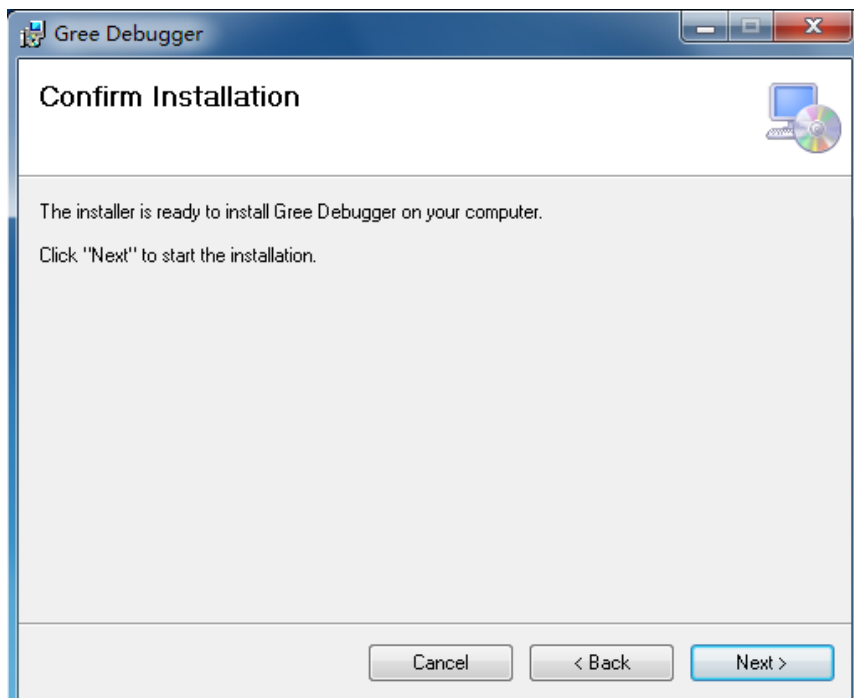 Gree Debugger
Confirm Installation
The installer is ready to install Gree Debugger on your computer.
Click "Next" to start the installation.
Cancel
< Back
Next >